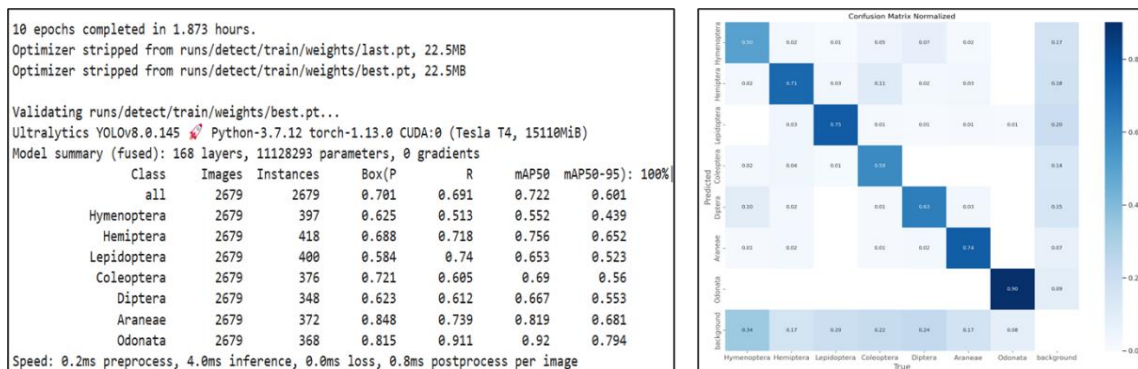 10 epochs completed in 1.873 hours.
Optimizer stripped from runs/detect/train/weights/last.pt, 22.5MB
Optimizer stripped from runs/detect/train/weights/best.pt, 22.5MB
Validating runs/detect/train/weights/best.pt...
Ultralytics YOLOv8.0.145 🚀 Python-3.7.12 torch-1.13.0 CUDA:0 (Tesla T4, 15110MiB)
Model summary (fused): 168 layers, 11128293 parameters, 0 gradients
Class Images Instances Box(P R mAP50 mAP50-95): 100%
all 2679 2679 0.701 0.691 0.722 0.601
Hymenoptera 2679 397 0.625 0.513 0.552 0.439
Hemiptera 2679 418 0.688 0.718 0.756 0.652
Lepidoptera 2679 400 0.584 0.74 0.653 0.523
Coleoptera 2679 376 0.721 0.605 0.69 0.56
Diptera 2679 348 0.623 0.612 0.667 0.553
Araneae 2679 372 0.848 0.739 0.819 0.681
Odonata 2679 368 0.815 0.911 0.92 0.794
Speed: 0.2ms preprocess, 4.0ms inference, 0.0ms loss, 0.8ms postprocess per image
Confusion Matrix Normalized
Predicted
Hymenoptera 0.50 0.02 0.01 0.05 0.07 0.02 0.17
Hemiptera 0.02 0.71 0.03 0.11 0.02 0.03 0.18
Lepidoptera 0.03 0.75 0.01 0.01 0.01 0.01 0.20
Coleoptera 0.02 0.04 0.01 0.14
Diptera 0.10 0.02 0.01 0.63 0.03 0.15
Araneae 0.01 0.02 0.01 0.02 0.74 0.07
Odonata 0.90 0.09
background 0.34 0.17 0.20 0.22 0.24 0.17 0.08
Hymenoptera Hemiptera Lepidoptera Coleoptera Diptera Araneae Odonata background
True
0.8
0.6
0.4
0.2
0.0